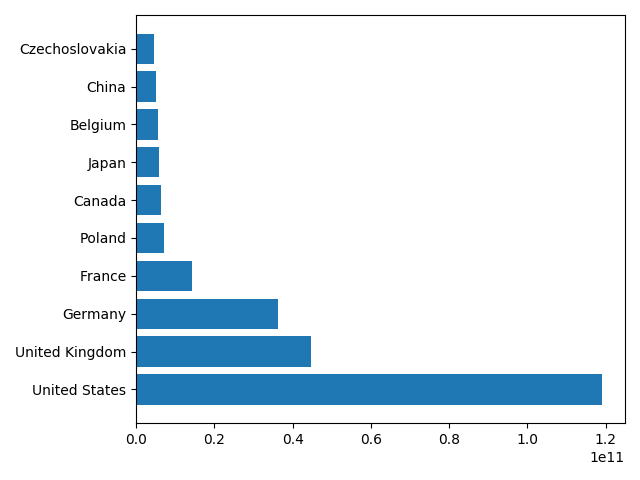 Czechoslovakia
China
Belgium
Japan
Canada
Poland
France
Germany
United Kingdom
United States
0.0 0.2 0.4 0.6 0.8 1.0 1.2
1e11